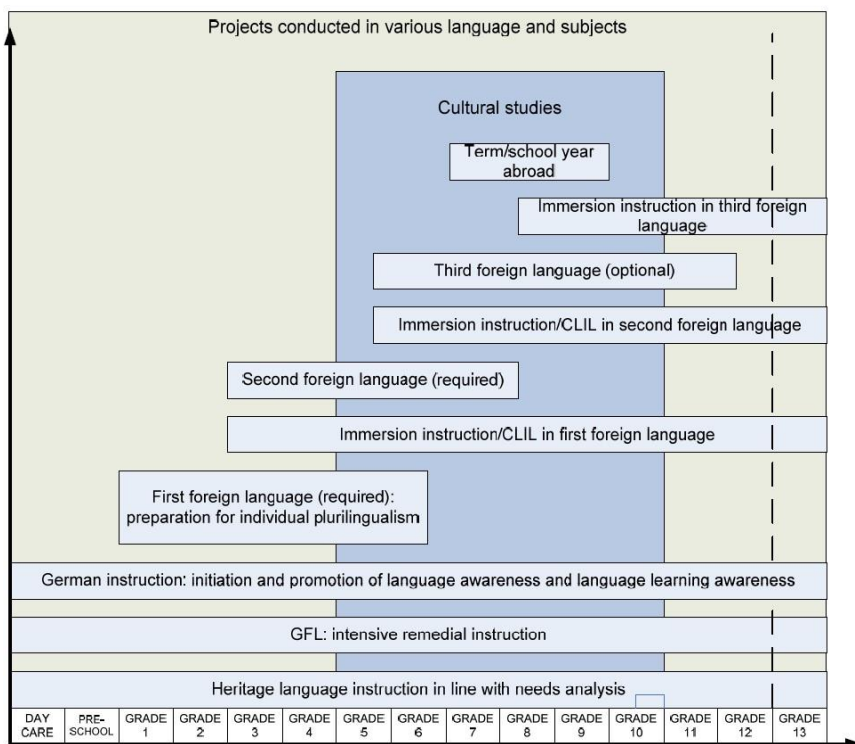 Projects conducted in various language and subjects
Cultural studies
Term/school year
abroad
Immersion instruction in third foreign
language
Third foreign language (optional)
Immersion instruction/CLIL in second foreign language
Second foreign language (required)
Immersion instruction/CLIL in first foreign language
First foreign language (required):
preparation for individual plurilingualism
German instruction: initiation and promotion of language awareness and language learning awareness
GFL: intensive remedial instruction
Heritage language instruction in line with needs analysis
DAY PRE- GRADE GRADE GRADE GRADE GRADE GRADE GRADE GRADE GRADE GRADE GRADE GRADE GRADE
CARE SCHOOL 1 2 3 4 5 6 7 8 9 10 11 12 13